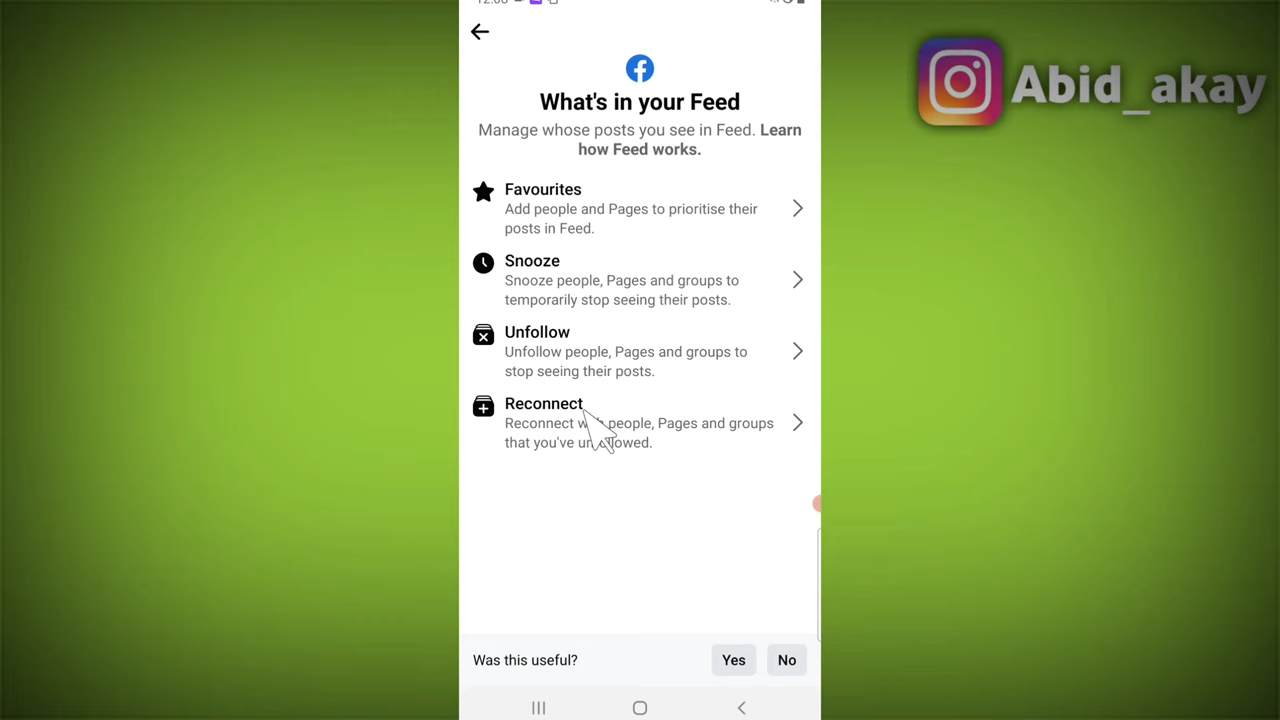 Abid_akay
What's in your Feed
Manage whose posts you see in Feed. Learn
how Feed works.
Favourites
Add people and Pages to prioritise their
posts in Feed.
Snooze
Snooze people, Pages and groups to
temporarily stop seeing their posts.
Unfollow
Unfollow people, Pages and groups to
stop seeing their posts.
Reconnect
Reconnect with people, Pages and groups
that you've unfollowed.
Was this useful?
Yes
No